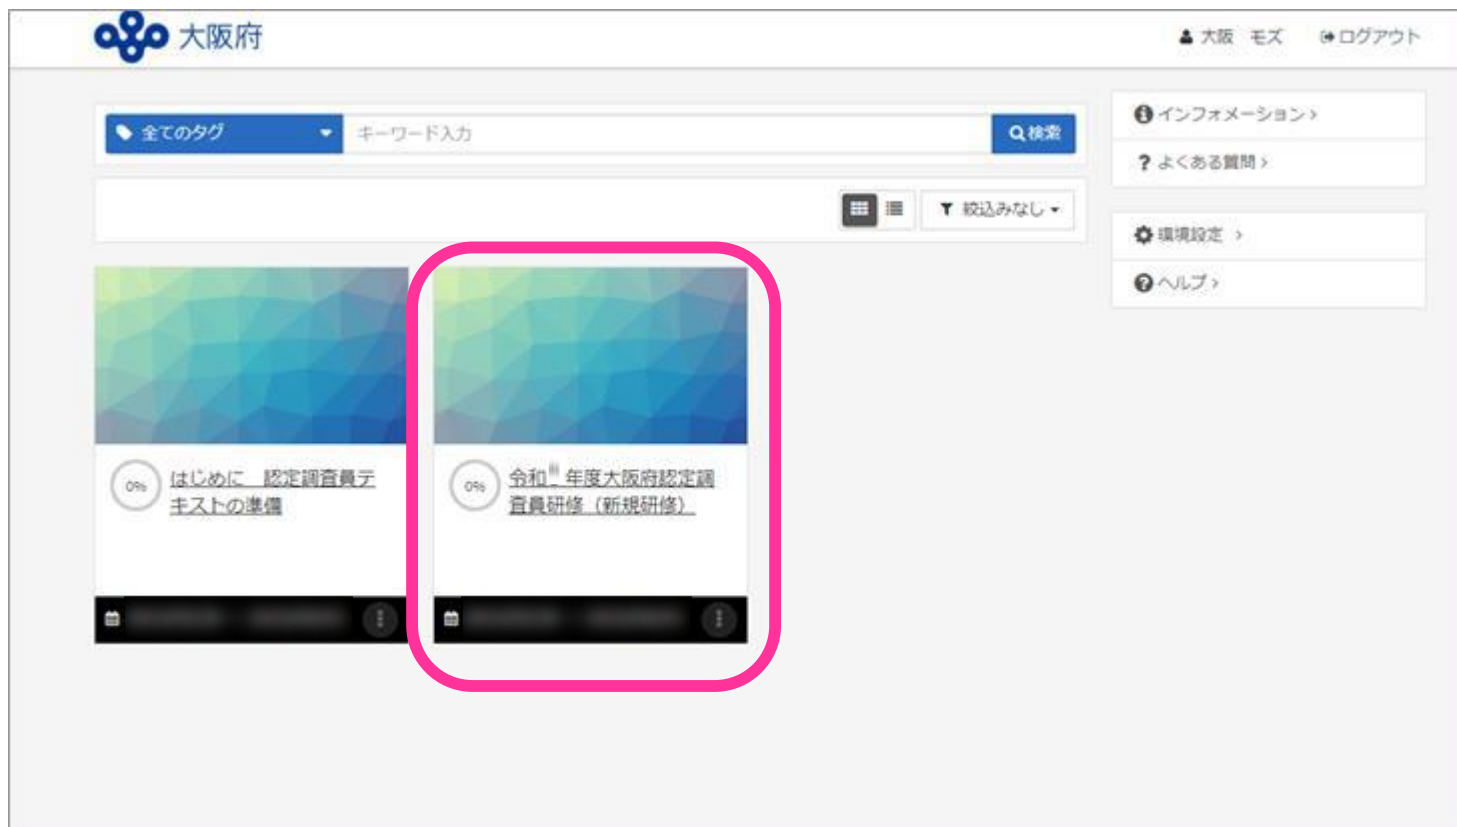 大阪府
大阪 モズ ログアウト
全てのタグ キーワード入力 検索
絞込みなし
インフォメーション
よくある質問
環境設定
ヘルプ
0% はじめに 認定調査員テ
キストの準備
0% 令和 年度大阪府認定調
査員研修（新規研修）